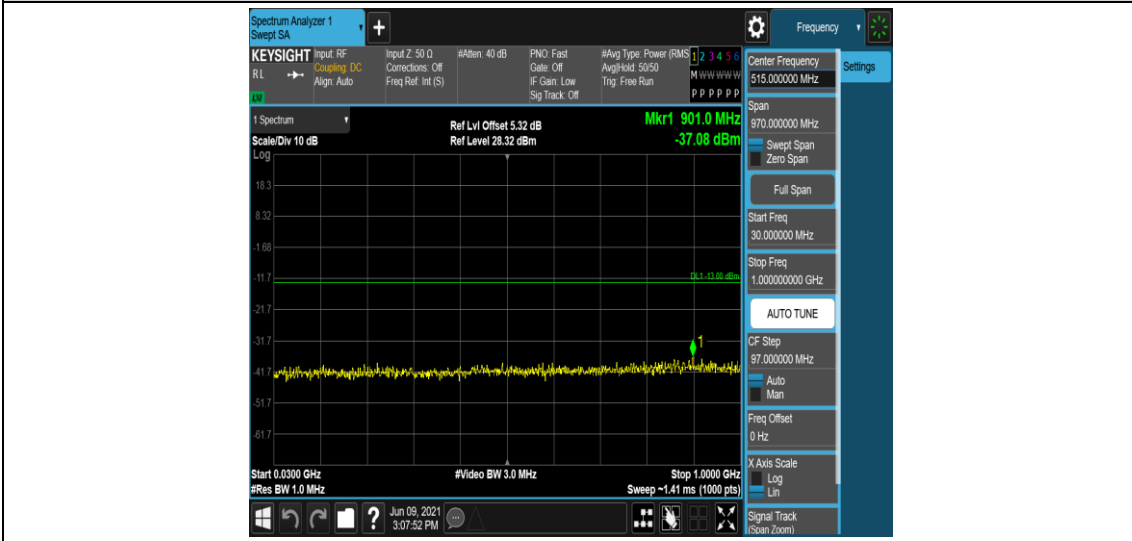 Spectrum Analyzer 1
Swept SA
+
Frequency
KEYSIGHT
RL
Input: RF
Coupling: DC
Align: Auto
Input Z: 50 Ω
Corrections: Off
Freq Ref: Int (S)
#Atten: 40 dB
PNO: Fast
Gate: Off
IF Gain: Low
Sig Track: Off
#Avg Type: Power (RMS
Avg|Hold: 50/50
Trig: Free Run
1 2 3 4 5 6
M W W W W W
P P P P P P
1 Spectrum
Scale/Div 10 dB
Log
Ref Lvl Offset 5.32 dB
Ref Level 28.32 dBm
Mkr1 901.0 MHz
-37.08 dBm
18.3
8.32
-1.68
-11.7
DL1 -13.00 dBm
-21.7
-31.7
1
-41.7
-51.7
-61.7
Start 0.0300 GHz
#Video BW 3.0 MHz
Stop 1.0000 GHz
#Res BW 1.0 MHz
Sweep ~1.41 ms (1000 pts)
?
Jun 09, 2021
3:07:52 PM
Center Frequency
515.000000 MHz
Settings
Span
970.000000 MHz
Swept Span
Zero Span
Full Span
Start Freq
30.000000 MHz
Stop Freq
1.000000000 GHz
AUTO TUNE
CF Step
97.000000 MHz
Auto
Man
Freq Offset
0 Hz
X Axis Scale
Log
Lin
Signal Track
(Span Zoom)